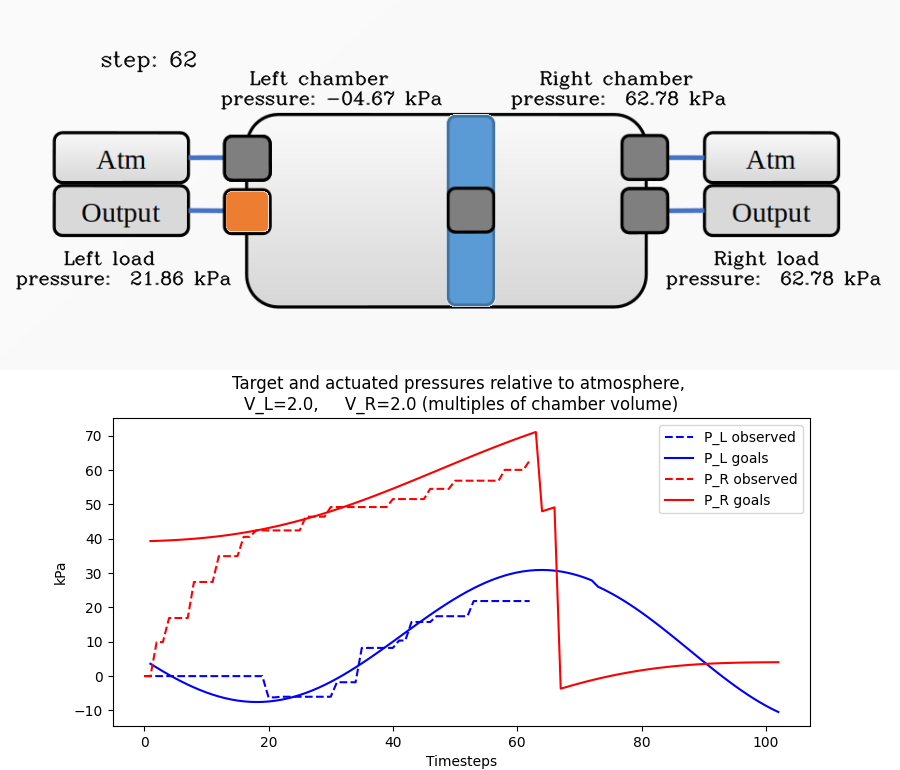 step: 62
Left chamber
pressure: −04.67 kPa
Right chamber
pressure: 62.78 kPa
Atm
Output
Atm
Output
Left load
pressure: 21.86 kPa
Right load
pressure: 62.78 kPa
Target and actuated pressures relative to atmosphere,
V_L=2.0, V_R=2.0 (multiples of chamber volume)
P_L observed
P_L goals
P_R observed
P_R goals
kPa
70
60
50
40
30
20
10
0
−10
0 20 40 60 80 100
Timesteps